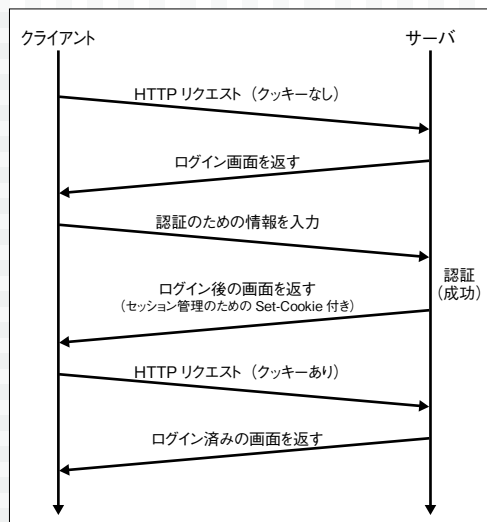 クライアント
サーバ
HTTP リクエスト（クッキーなし）
ログイン画面を返す
認証のための情報を入力
認証
（成功）
ログイン後の画面を返す
（セッション管理のための Set-Cookie 付き）
HTTP リクエスト（クッキーあり）
ログイン済みの画面を返す